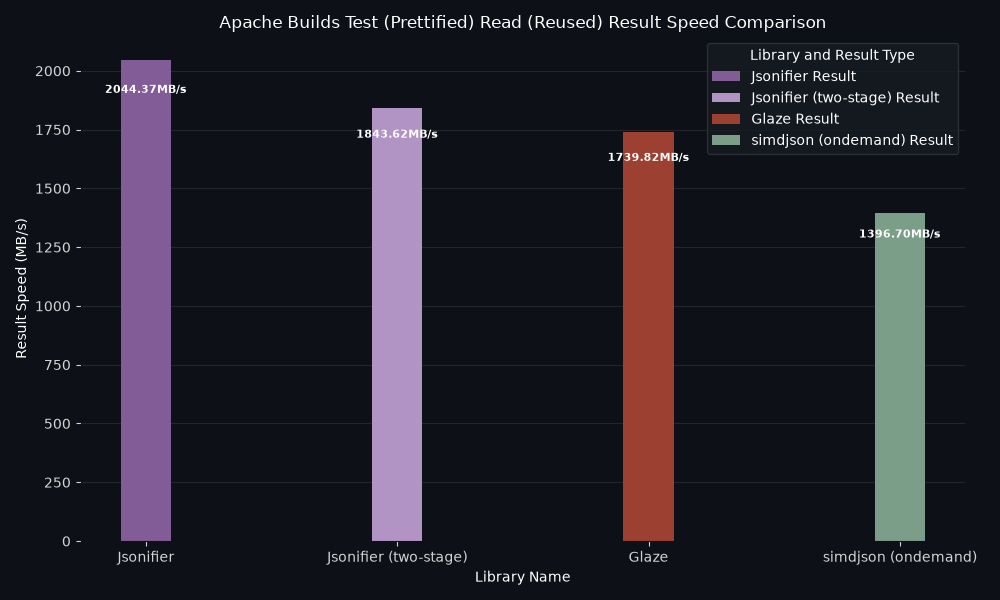 Apache Builds Test (Prettified) Read (Reused) Result Speed Comparison
Library and Result Type
Jsonifier Result
Jsonifier (two-stage) Result
Glaze Result
simdjson (ondemand) Result
2044.37MB/s
1843.62MB/s
1739.82MB/s
1396.70MB/s
Result Speed (MB/s)
2000
1750
1500
1250
1000
750
500
250
0
Jsonifier
Jsonifier (two-stage)
Glaze
simdjson (ondemand)
Library Name